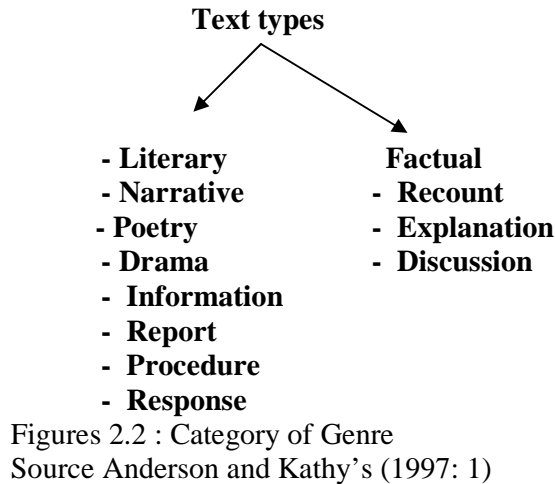 Text types
- Literary Factual
- Narrative - Recount
- Poetry - Explanation
- Drama - Discussion
- Information
- Report
- Procedure
- Response
Figures 2.2 : Category of Genre
Source Anderson and Kathy’s (1997: 1)